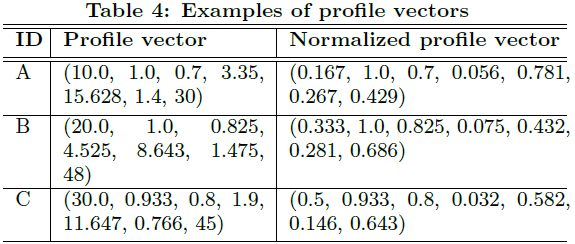 Table 4: Examples of profile vectors
ID Profile vector Normalized profile vector
A (10.0, 1.0, 0.7, 3.35, (0.167, 1.0, 0.7, 0.056, 0.781,
15.628, 1.4, 30) 0.267, 0.429)
B (20.0, 1.0, 0.825, (0.333, 1.0, 0.825, 0.075, 0.432,
4.525, 8.643, 1.475, 0.281, 0.686)
48)
C (30.0, 0.933, 0.8, 1.9, (0.5, 0.933, 0.8, 0.032, 0.582,
11.647, 0.766, 45) 0.146, 0.643)